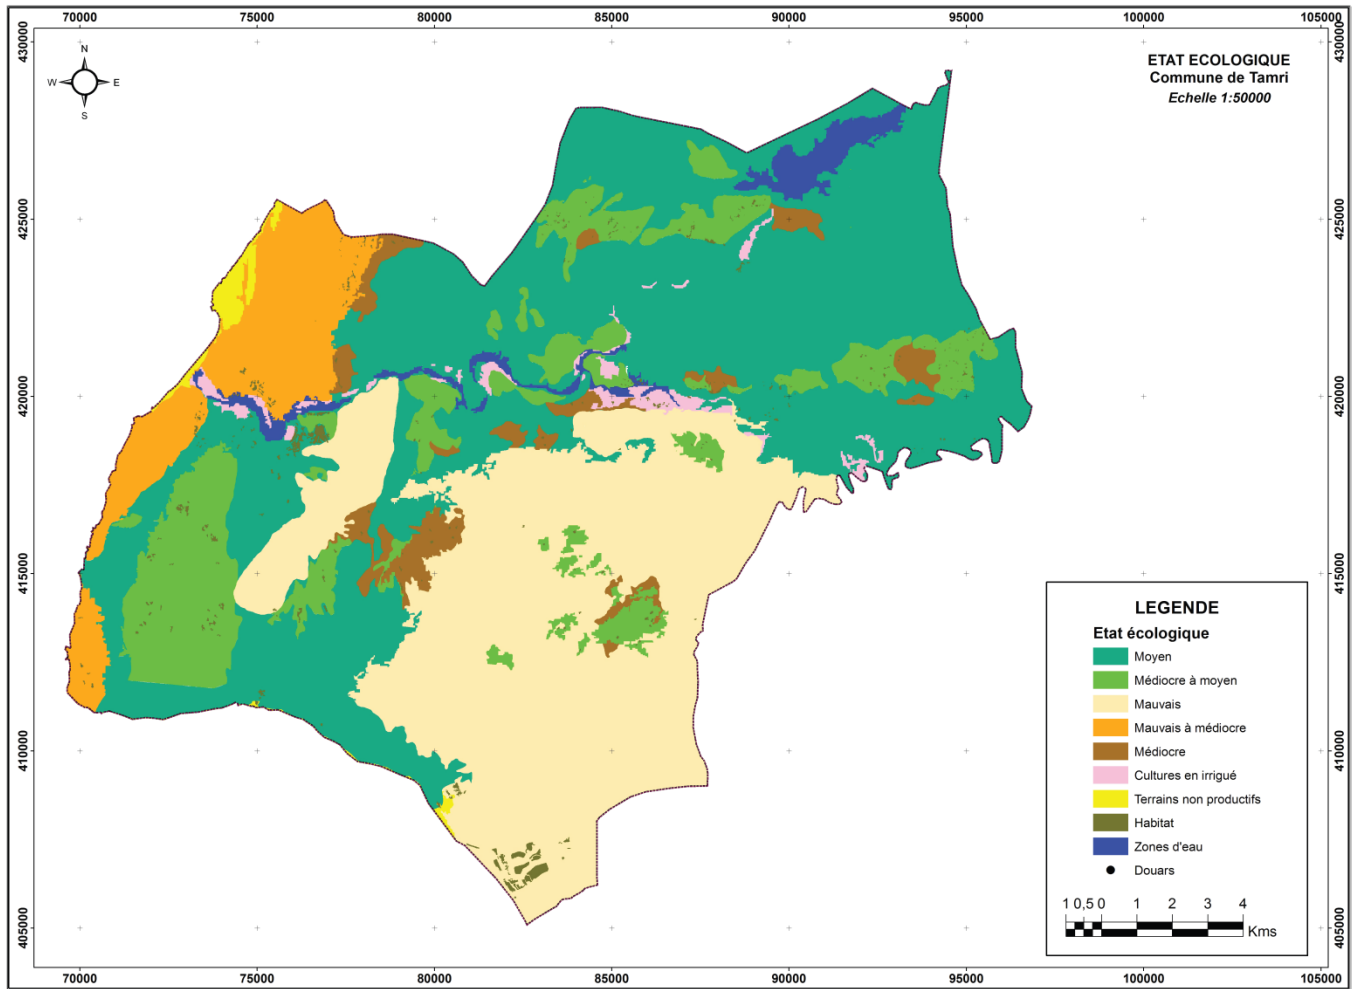 70000 75000 80000 85000 90000 95000 100000 105000
430000 430000
N
W E
S
ETAT ECOLOGIQUE
Commune de Tamri
Echelle 1:50000
425000 425000
420000 420000
415000 415000
410000 410000
405000 405000
LEGENDE
Etat écologique
Moyen
Médiocre à moyen
Mauvais
Mauvais à médiocre
Médiocre
Cultures en irrigué
Terrains non productifs
Habitat
Zones d'eau
Douars
1 0,5 0 1 2 3 4
Kms
70000 75000 80000 85000 90000 95000 100000 105000